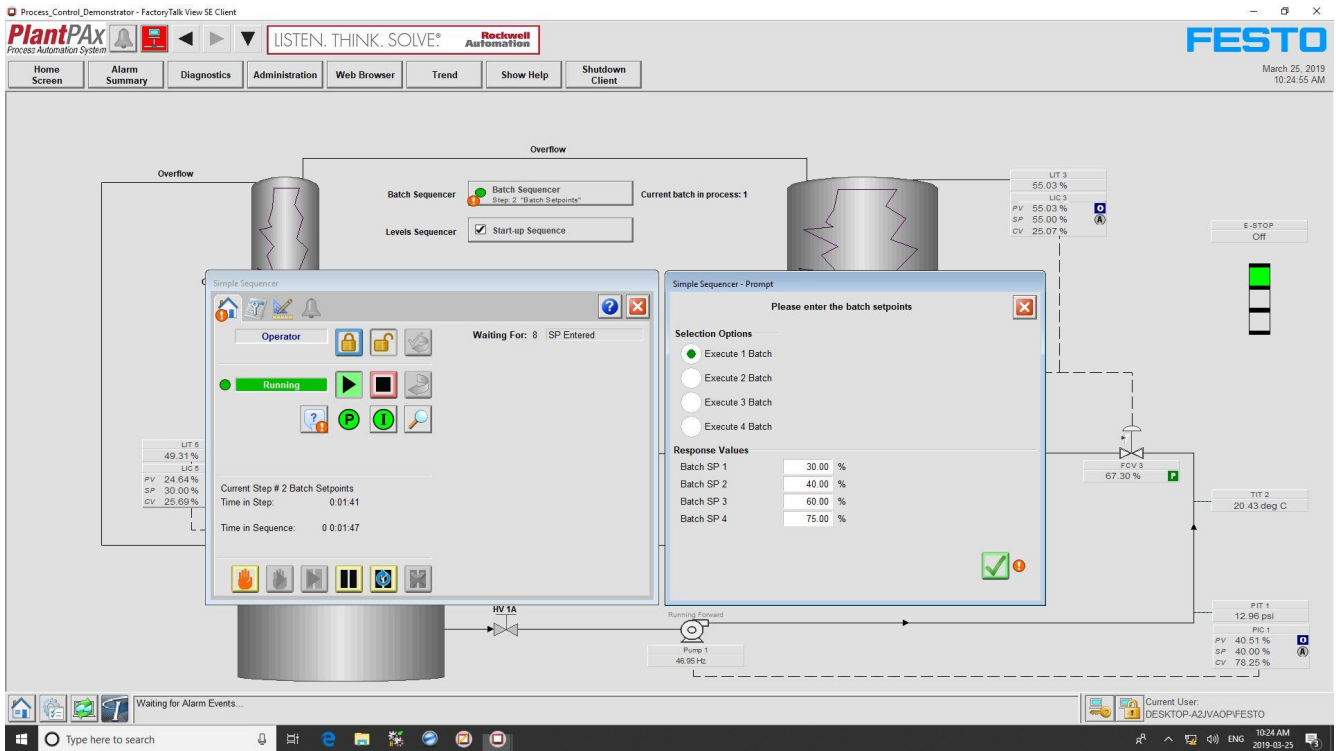 Process_Control_Demonstrator - FactoryTalk View SE Client
PlantPAx
Process Automation System
LISTEN. THINK. SOLVE.®
Rockwell
Automation
FESTO
Home
Screen
Alarm
Summary
Diagnostics
Administration
Web Browser
Trend
Show Help
Shutdown
Client
March 25, 2019
10:24:55 AM
Overflow
Overflow
Batch Sequencer
Batch Sequencer
Step: 2 "Batch Setpoints"
Current batch in process: 1
Levels Sequencer
Start-up Sequence
LIT 3
55.03 %
LIC 3
PV 55.03 % O
SP 55.00 % A
CV 25.07 %
E-STOP
Off
Simple Sequencer
Operator
Waiting For: 8 SP Entered
Running
?
P
I
Current Step # 2 Batch Setpoints
Time in Step: 0:01:41
Time in Sequence: 0 0:01:47
Simple Sequencer - Prompt
Please enter the batch setpoints
Selection Options
Execute 1 Batch
Execute 2 Batch
Execute 3 Batch
Execute 4 Batch
Response Values
Batch SP 1 30.00 %
Batch SP 2 40.00 %
Batch SP 3 60.00 %
Batch SP 4 75.00 %
LIT 5
49.31 %
LIC 5
PV 24.64 %
SP 30.00 %
CV 25.69 %
FCV 3
67.30 % P
TIT 2
20.43 deg C
HV 1A
Running Forward
Pump 1
46.95 Hz
PIT 1
12.96 psi
PIC 1
PV 40.51 % O
SP 40.00 % A
CV 78.25 %
Waiting for Alarm Events...
Current User:
DESKTOP-A2JVAOP\FESTO
Type here to search
ENG
10:24 AM
2019-03-25